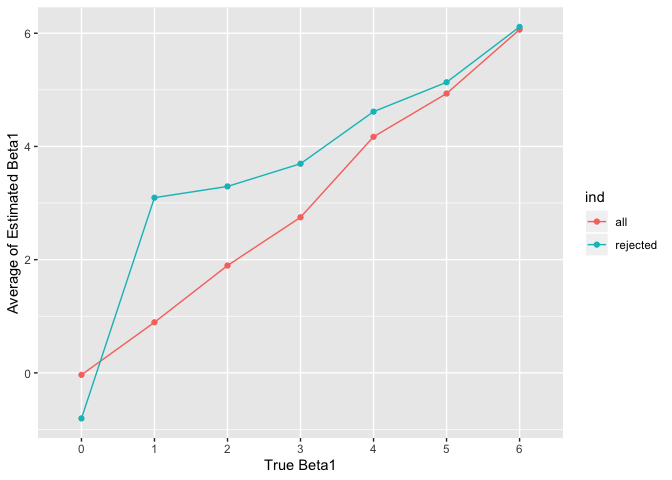 6
4
2
0
Average of Estimated Beta1
0 1 2 3 4 5 6
True Beta1
ind
all
rejected